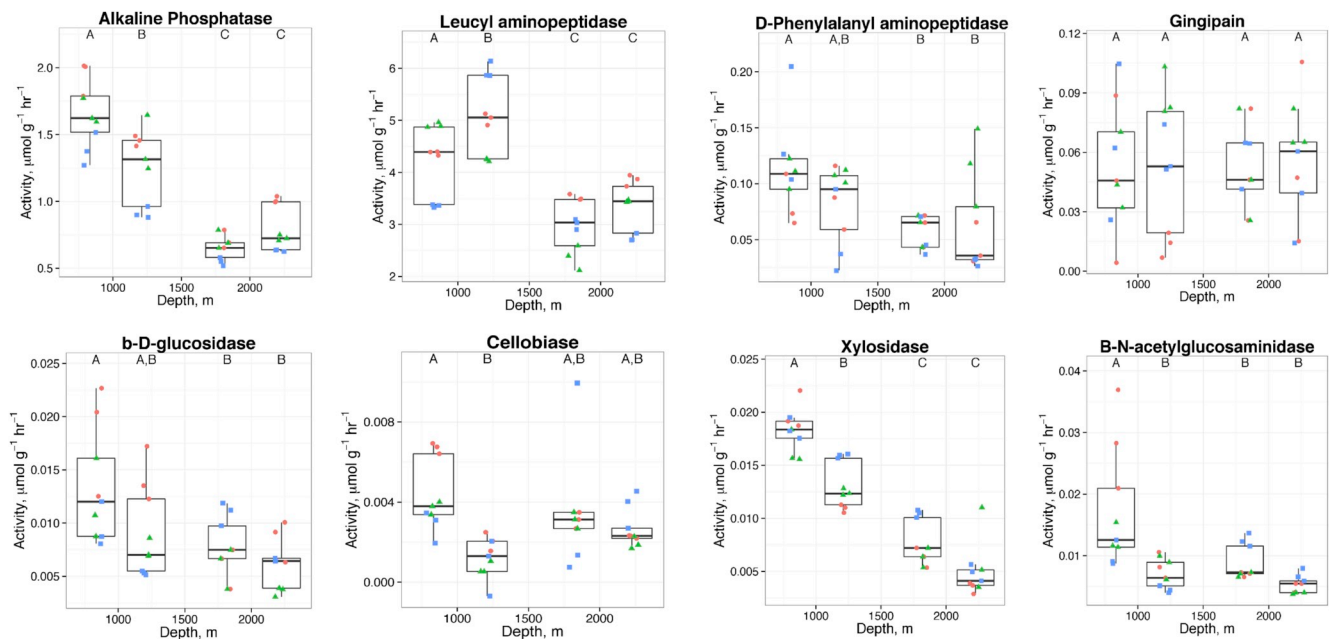 Alkaline Phosphatase
A B C C
Activity, μmol g⁻¹ hr⁻¹
2.0
1.5
1.0
0.5
1000 1500 2000
Depth, m
Leucyl aminopeptidase
A B C C
Activity, μmol g⁻¹ hr⁻¹
6
5
4
3
2
1000 1500 2000
Depth, m
D-Phenylalanyl aminopeptidase
A A,B B B
Activity, μmol g⁻¹ hr⁻¹
0.20
0.15
0.10
0.05
1000 1500 2000
Depth, m
Gingipain
A A A A
Activity, μmol g⁻¹ hr⁻¹
0.12
0.09
0.06
0.03
0.00
1000 1500 2000
Depth, m
b-D-glucosidase
A A,B B B
Activity, μmol g⁻¹ hr⁻¹
0.025
0.020
0.015
0.010
0.005
1000 1500 2000
Depth, m
Cellobiase
A B A,B A,B
Activity, μmol g⁻¹ hr⁻¹
0.008
0.004
0.000
1000 1500 2000
Depth, m
Xylosidase
A B C C
Activity, μmol g⁻¹ hr⁻¹
0.020
0.015
0.010
0.005
1000 1500 2000
Depth, m
B-N-acetylglucosaminidase
A B B B
Activity, μmol g⁻¹ hr⁻¹
0.04
0.03
0.02
0.01
1000 1500 2000
Depth, m